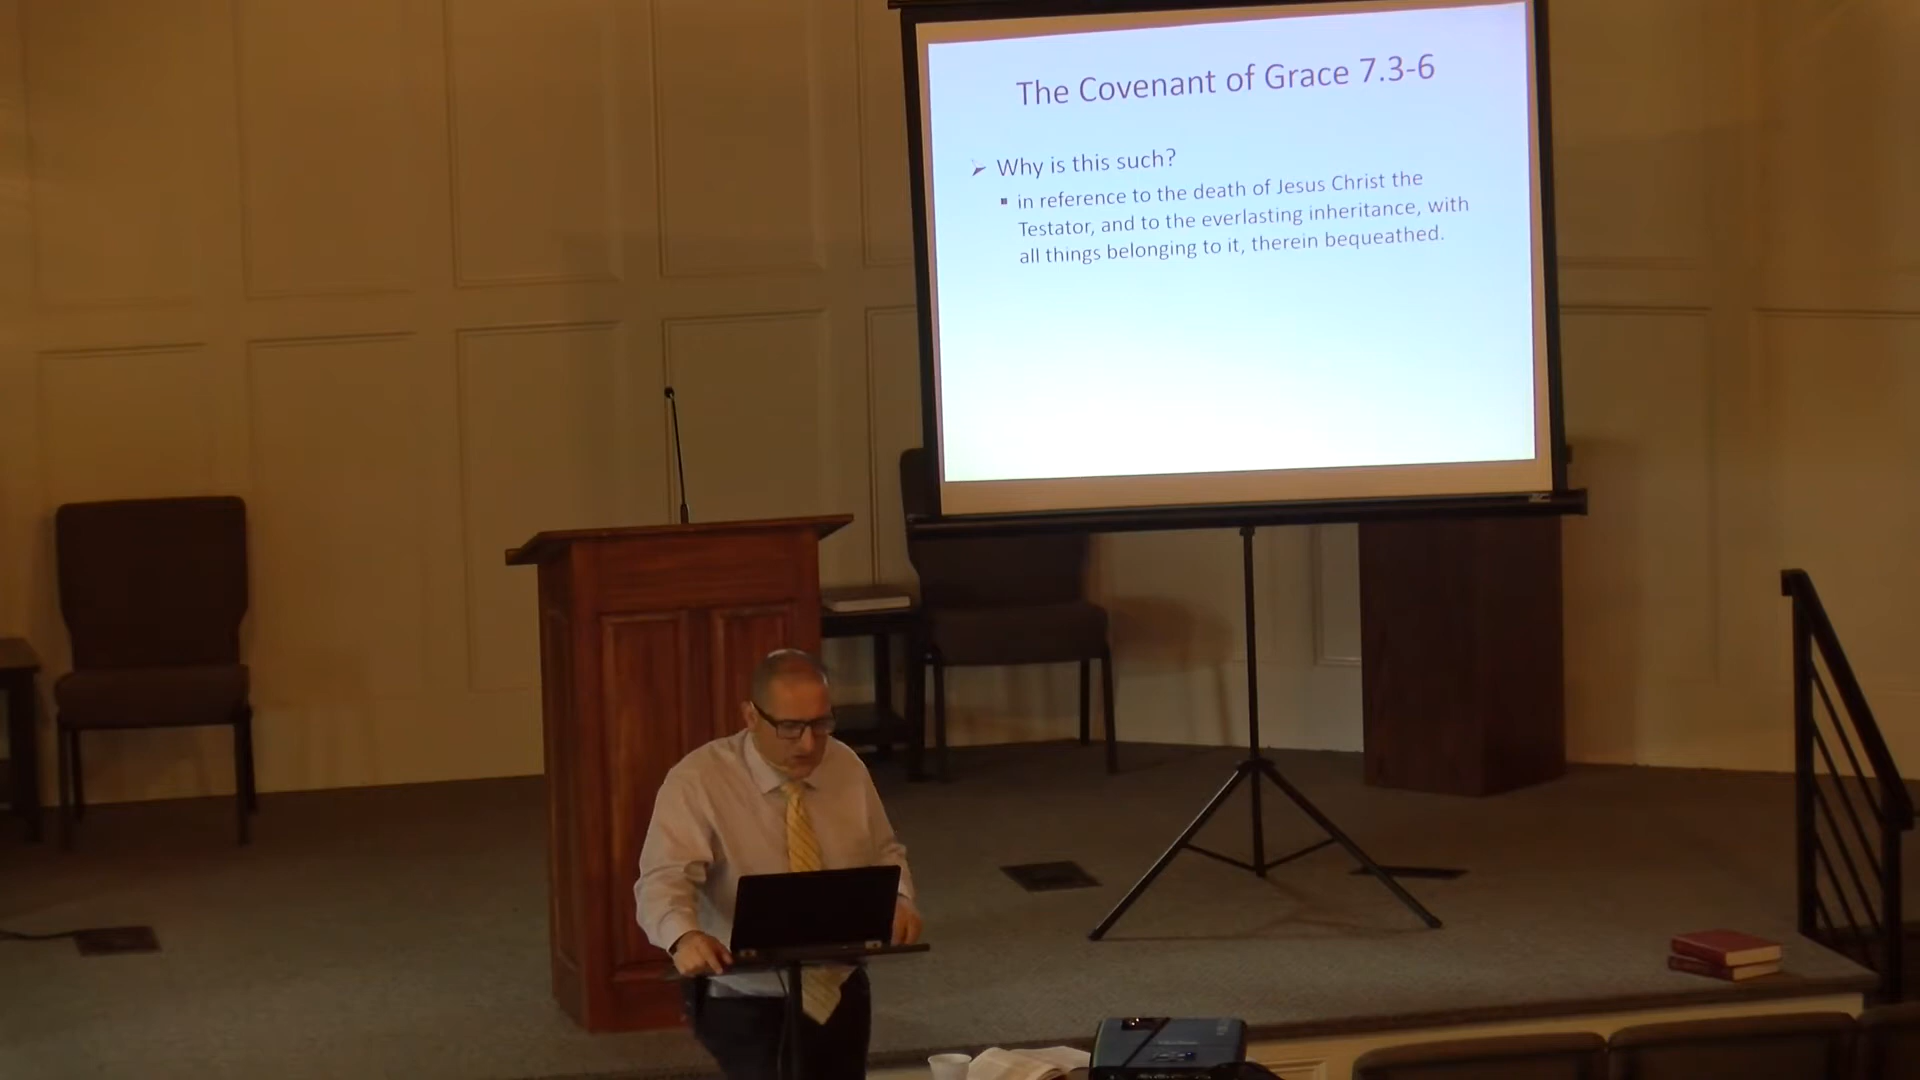 The Covenant of Grace 7.3-6
Why is this such?
in reference to the death of Jesus Christ the
Testator, and to the everlasting inheritance, with
all things belonging to it, therein bequeathed.